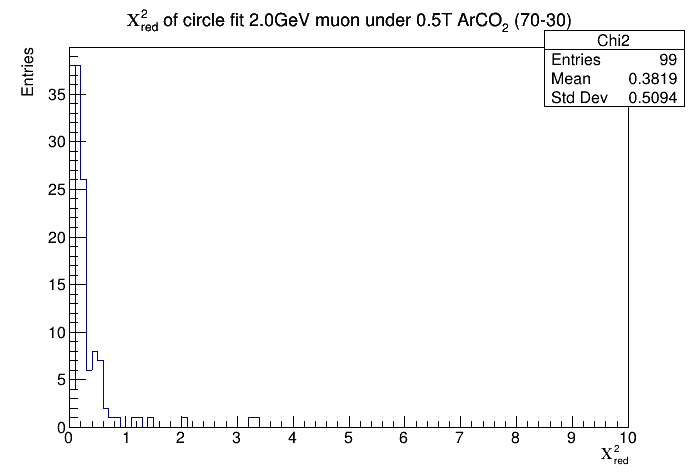 χ²red of circle fit 2.0GeV muon under 0.5T ArCO₂ (70-30)
Chi2
Entries 99
Mean 0.3819
Std Dev 0.5094
Entries
35
30
25
20
15
10
5
0
0 1 2 3 4 5 6 7 8 9 10
χ²red